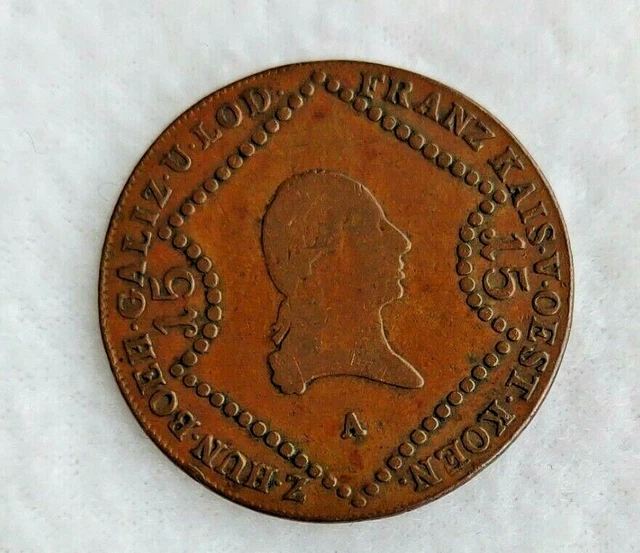 FRANZ KAIS·V·OEST·KOEN·
Z·HUN·BOEH·GALIZ·U·LOD·
15
15
A